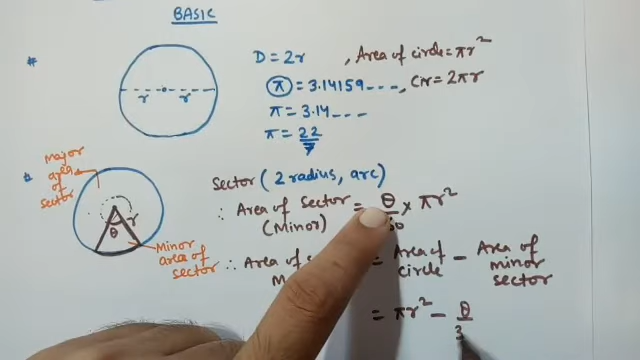 BASIC
#
D = 2r , Area of circle = πr²
π = 3.14159--- , Cir = 2πr
π = 3.14---
π = 22/7
r r
#
Major area of sector
Sector (2 radius, arc)
∴ Area of sector (Minor) = θ/ 0 × πr²
θ r
Minor area of sector
∴ Area of M = Area of circle − Area of minor sector
= πr² − θ/3